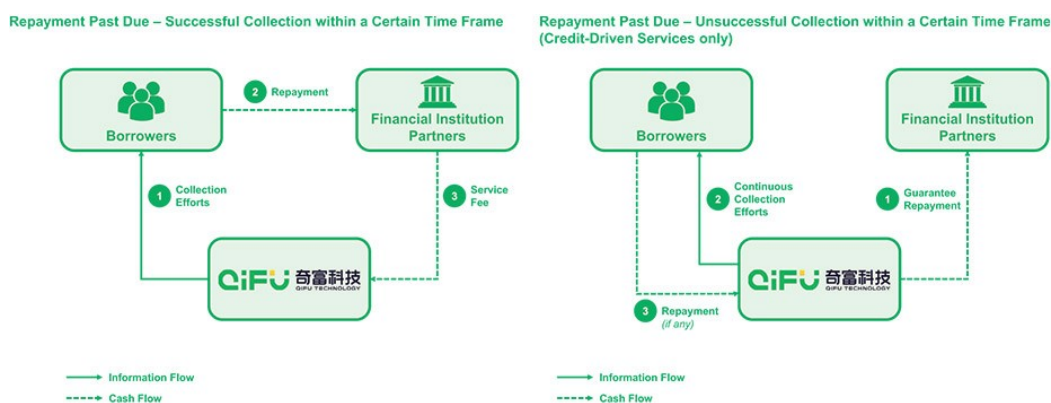 Repayment Past Due – Successful Collection within a Certain Time Frame
2 Repayment
Borrowers
Financial Institution
Partners
1 Collection
Efforts
3 Service
Fee
QiFU 奇富科技
QIFU TECHNOLOGY
Information Flow
Cash Flow
Repayment Past Due – Unsuccessful Collection within a Certain Time Frame
(Credit-Driven Services only)
Borrowers
Financial Institution
Partners
2 Continuous
Collection
Efforts
1 Guarantee
Repayment
QiFU 奇富科技
QIFU TECHNOLOGY
3 Repayment
(if any)
Information Flow
Cash Flow